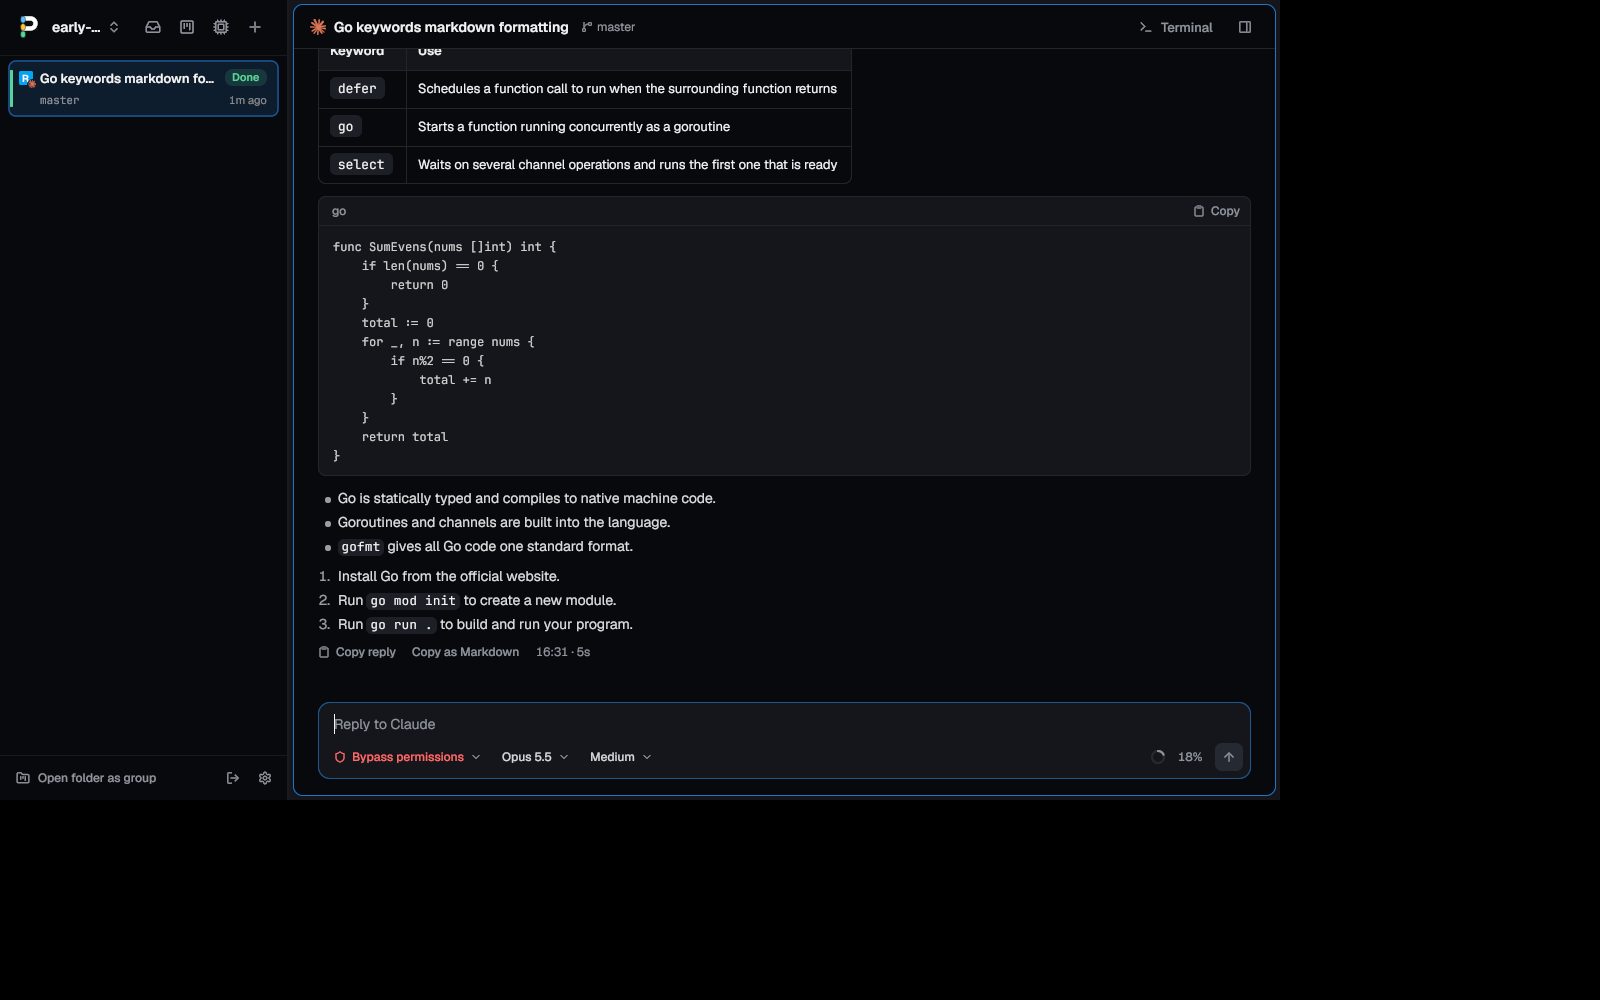 early-...
Go keywords markdown fo...
Done
master
1m ago
Open folder as group
Go keywords markdown formatting
master
Terminal
Keyword Use
defer Schedules a function call to run when the surrounding function returns
go Starts a function running concurrently as a goroutine
select Waits on several channel operations and runs the first one that is ready
go
Copy
func SumEvens(nums []int) int {
    if len(nums) == 0 {
        return 0
    }
    total := 0
    for _, n := range nums {
        if n%2 == 0 {
            total += n
        }
    }
    return total
}
Go is statically typed and compiles to native machine code.
Goroutines and channels are built into the language.
gofmt gives all Go code one standard format.
1. Install Go from the official website.
2. Run go mod init to create a new module.
3. Run go run . to build and run your program.
Copy reply Copy as Markdown 16:31 · 5s
Reply to Claude
Bypass permissions Opus 5.5 Medium 18%